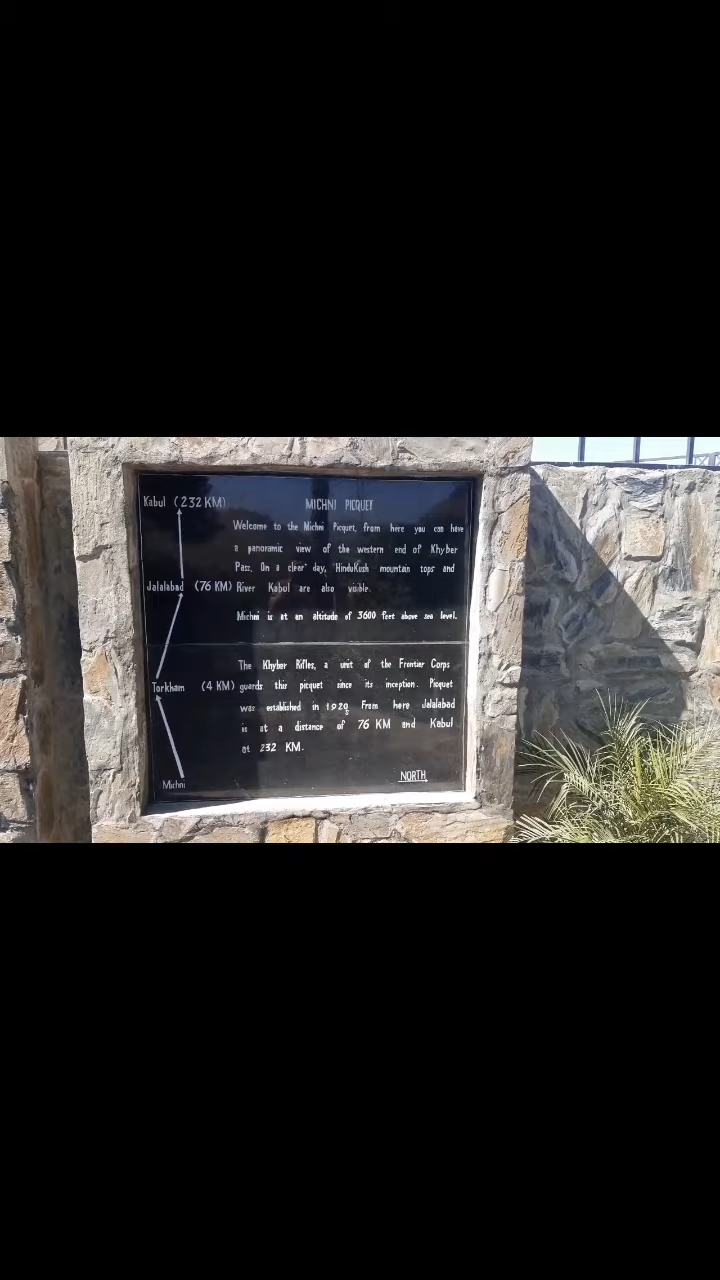 Kabul (232 KM)
MICHNI PICQUET
Welcome to the Michni Picquet, from here you can have
a panoramic view of the western end of Khyber
Pass. On a clear day, HinduKush mountain tops and
Jalalabad (76 KM)
River Kabul are also visible.
Michni is at an altitude of 3600 feet above sea level.
The Khyber Rifles, a unit of the Frontier Corps
Torkham (4 KM)
guards this picquet since its inception. Picquet
was established in 1920s From here Jalalabad
is at a distance of 76 KM and Kabul
at 232 KM.
NORTH
Michni